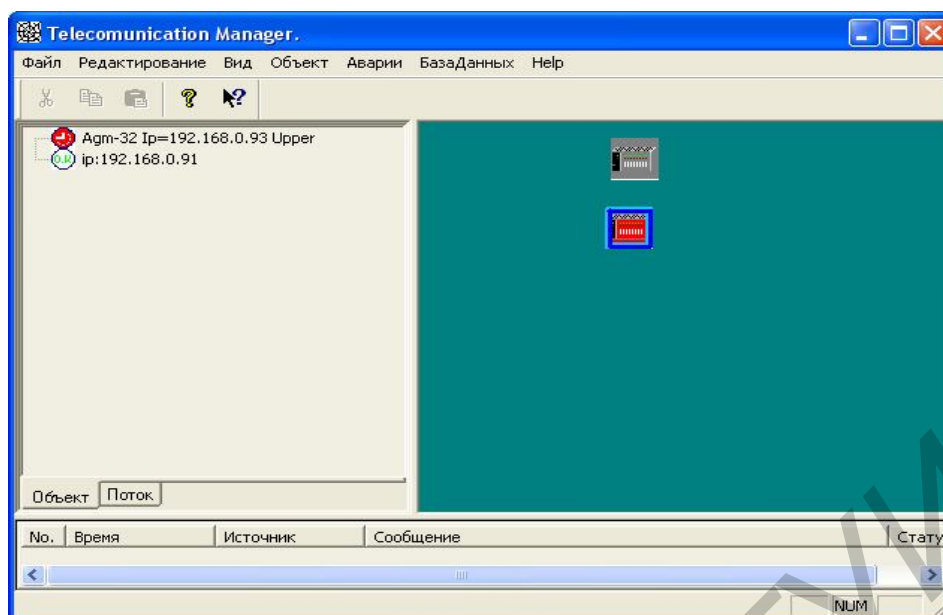 Telecomunication Manager.
Файл Редактирование Вид Объект Аварии БазаДанных Help
Agm-32 Ip=192.168.0.93 Upper
O.K ip:192.168.0.91
Объект Поток
No. Время Источник Сообщение Стату
NUM